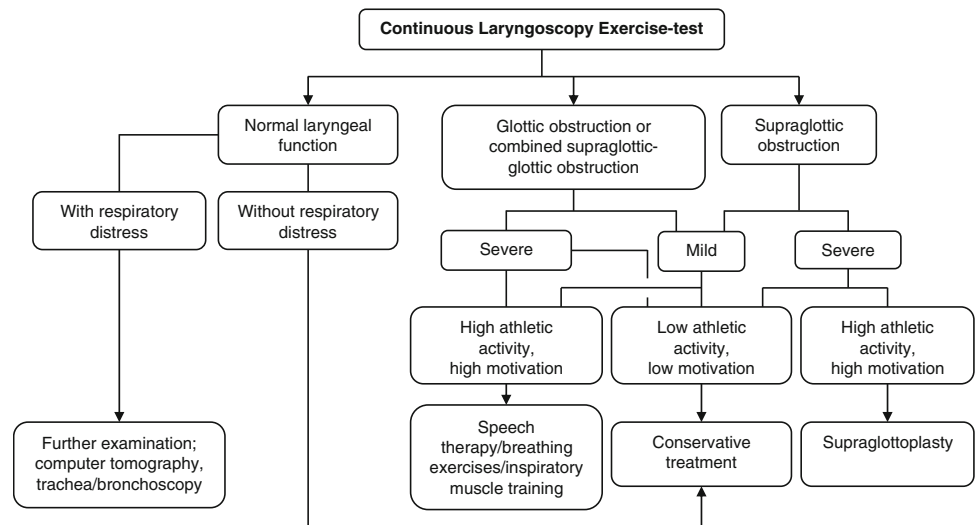 Continuous Laryngoscopy Exercise-test
Normal laryngeal
function
Glottic obstruction or
combined supraglottic-
glottic obstruction
Supraglottic
obstruction
With respiratory
distress
Without respiratory
distress
Severe
Mild
Severe
High athletic
activity,
high motivation
Low athletic
activity,
low motivation
High athletic
activity,
high motivation
Further examination;
computer tomography,
trachea/bronchoscopy
Speech
therapy/breathing
exercises/inspiratory
muscle training
Conservative
treatment
Supraglottoplasty